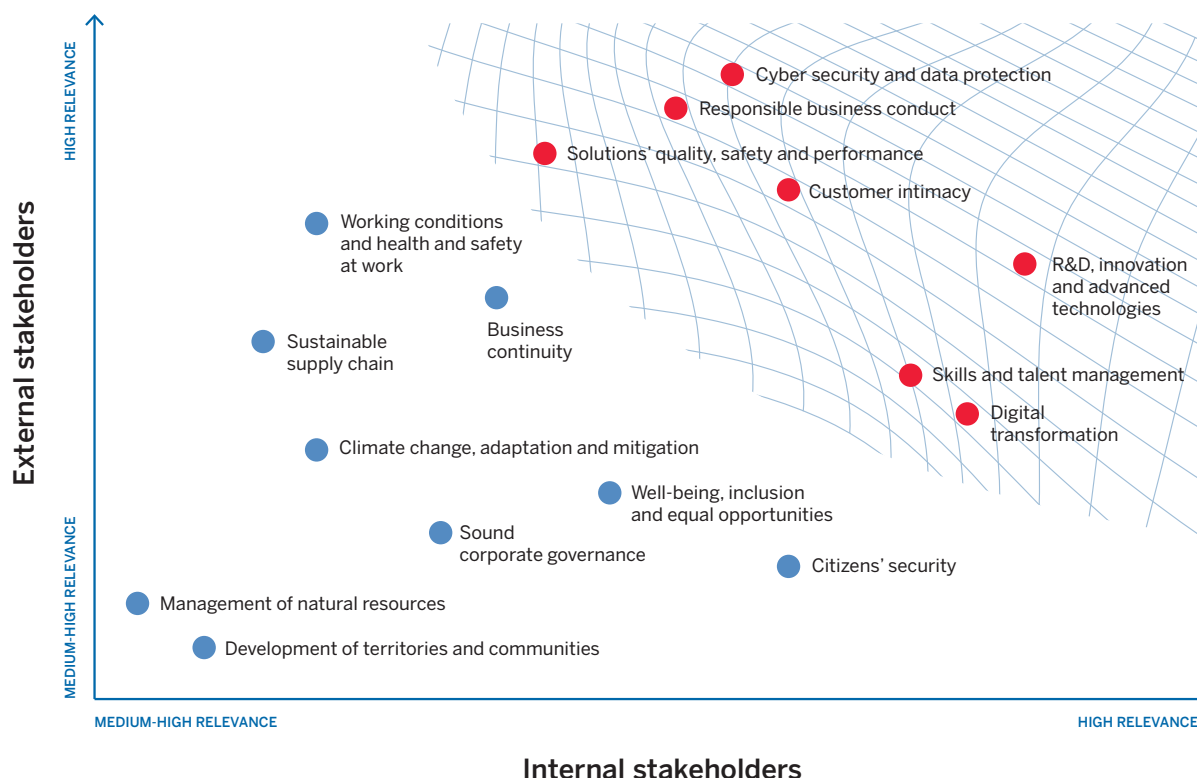 HIGH RELEVANCE
External stakeholders
MEDIUM-HIGH RELEVANCE
Cyber security and data protection
Responsible business conduct
Solutions’ quality, safety and performance
Customer intimacy
Working conditions
and health and safety
at work
R&D, innovation
and advanced
technologies
Business
continuity
Sustainable
supply chain
Skills and talent management
Digital
transformation
Climate change, adaptation and mitigation
Well-being, inclusion
and equal opportunities
Sound
corporate governance
Citizens’ security
Management of natural resources
Development of territories and communities
MEDIUM-HIGH RELEVANCE
HIGH RELEVANCE
Internal stakeholders